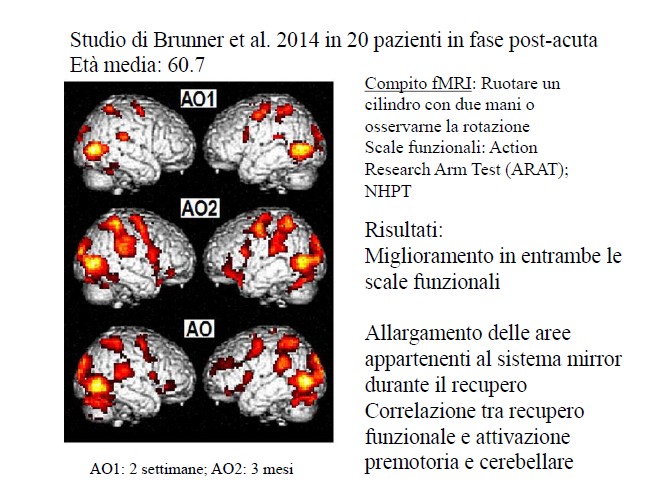 Studio di Brunner et al. 2014 in 20 pazienti in fase post-acuta
Età media: 60.7
AO1
AO2
AO
AO1: 2 settimane; AO2: 3 mesi
Compito fMRI: Ruotare un
cilindro con due mani o
osservarne la rotazione
Scale funzionali: Action
Research Arm Test (ARAT);
NHPT
Risultati:
Miglioramento in entrambe le
scale funzionali
Allargamento delle aree
appartenenti al sistema mirror
durante il recupero
Correlazione tra recupero
funzionale e attivazione
premotoria e cerebellare